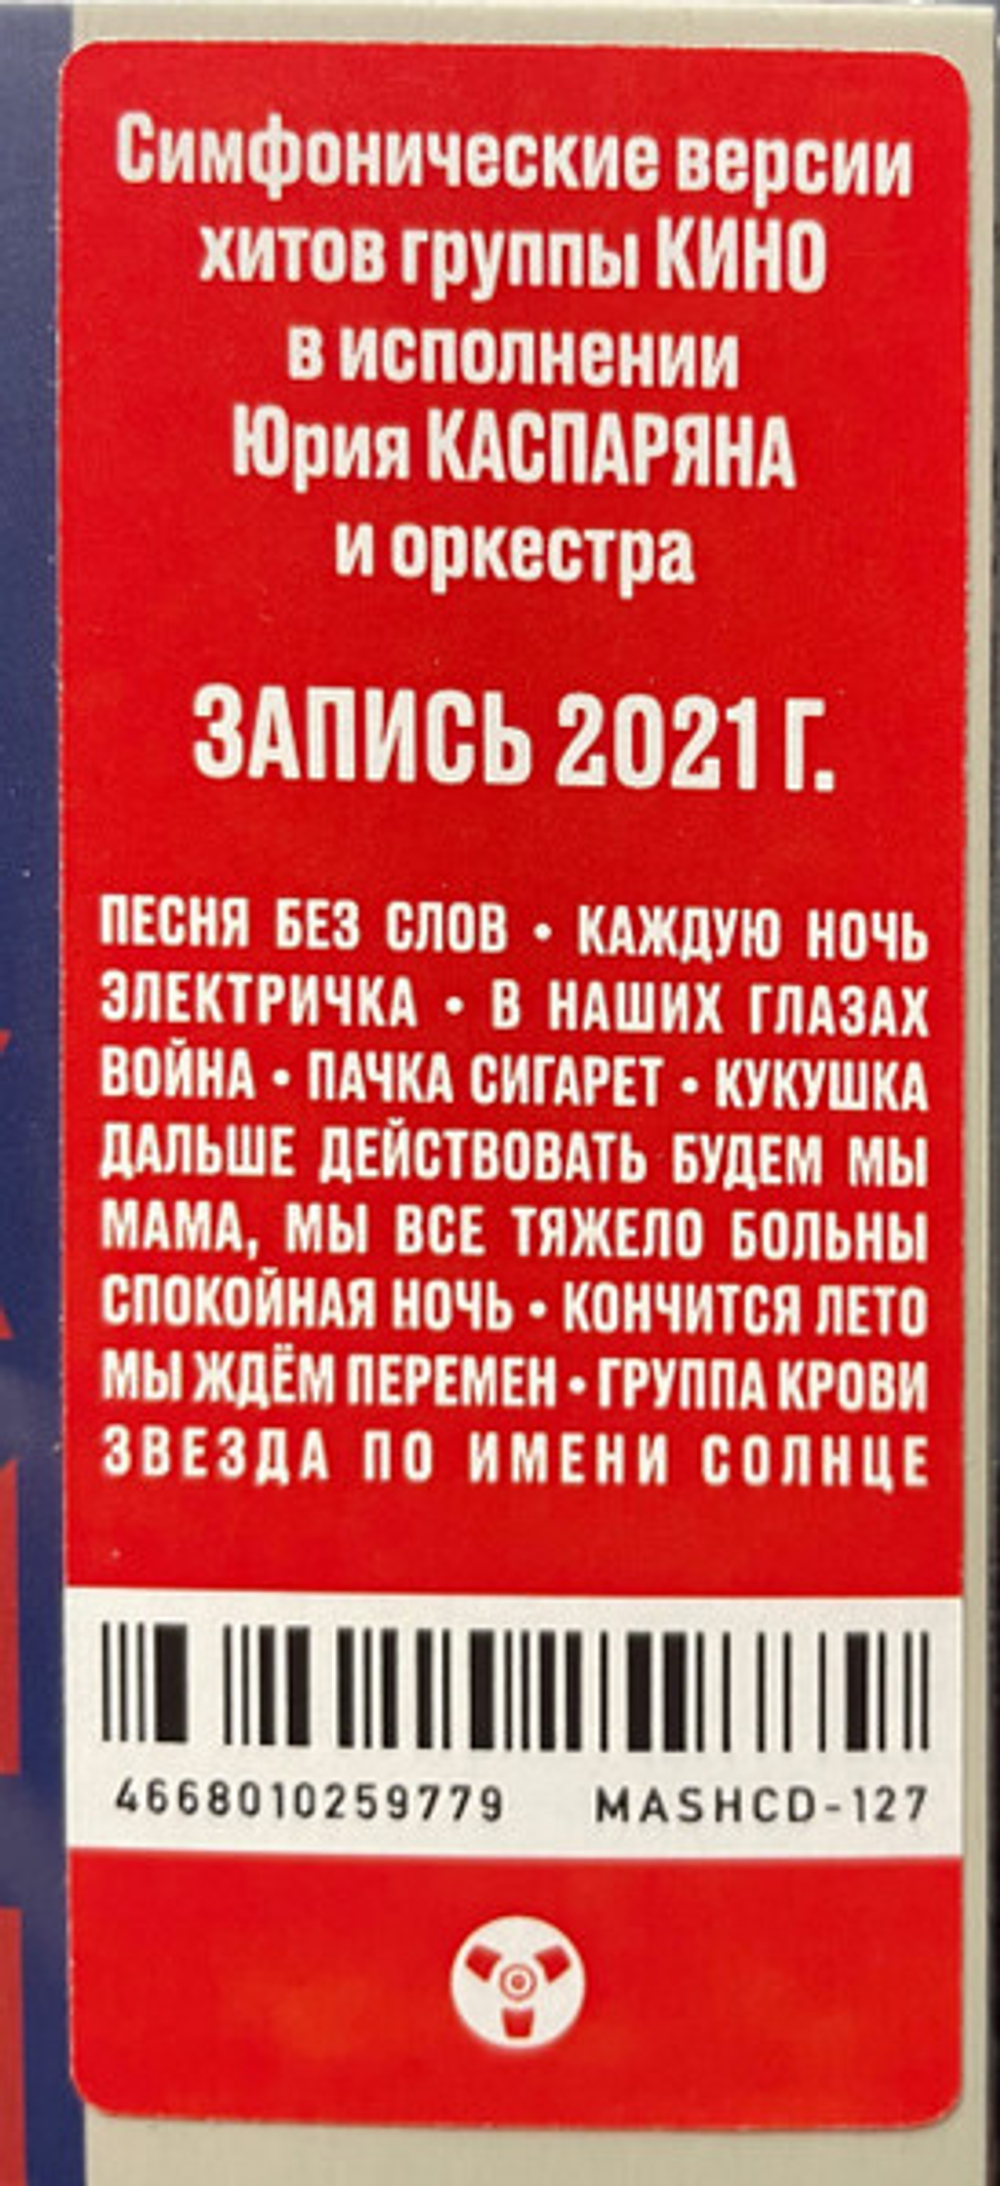 Симфонические версии
хитов группы КИНО
в исполнении
Юрия КАСПАРЯНА
и оркестра
ЗАПИСЬ 2021 Г.
ПЕСНЯ БЕЗ СЛОВ • КАЖДУЮ НОЧЬ
ЭЛЕКТРИЧКА • В НАШИХ ГЛАЗАХ
ВОЙНА • ПАЧКА СИГАРЕТ • КУКУШКА
ДАЛЬШЕ ДЕЙСТВОВАТЬ БУДЕМ МЫ
МАМА, МЫ ВСЕ ТЯЖЕЛО БОЛЬНЫ
СПОКОЙНАЯ НОЧЬ • КОНЧИТСЯ ЛЕТО
МЫ ЖДЁМ ПЕРЕМЕН • ГРУППА КРОВИ
ЗВЕЗДА ПО ИМЕНИ СОЛНЦЕ
4668010259779 MASHCD-127